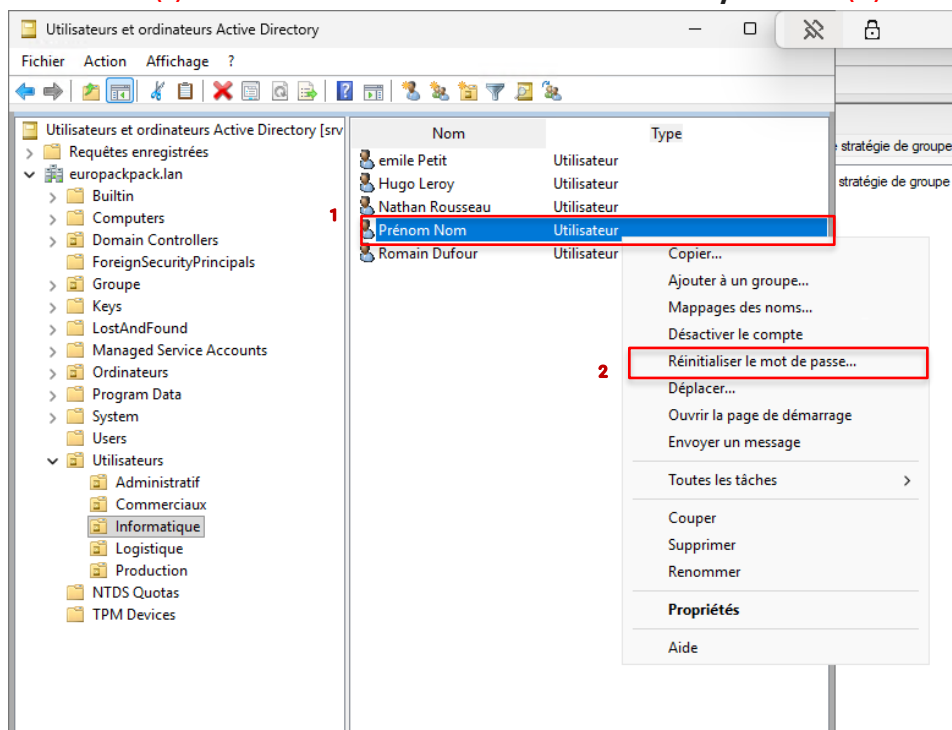 Utilisateurs et ordinateurs Active Directory
Fichier Action Affichage ?
Utilisateurs et ordinateurs Active Directory [srv
Requêtes enregistrées
europackpack.lan
Builtin
Computers
Domain Controllers
ForeignSecurityPrincipals
Groupe
Keys
LostAndFound
Managed Service Accounts
Ordinateurs
Program Data
System
Users
Utilisateurs
Administratif
Commerciaux
Informatique
Logistique
Production
NTDS Quotas
TPM Devices
Nom Type
emile Petit Utilisateur
Hugo Leroy Utilisateur
Nathan Rousseau Utilisateur
1
Prénom Nom Utilisateur
Romain Dufour Utilisateur
Copier...
Ajouter à un groupe...
Mappages des noms...
Désactiver le compte
2
Réinitialiser le mot de passe...
Déplacer...
Ouvrir la page de démarrage
Envoyer un message
Toutes les tâches
Couper
Supprimer
Renommer
Propriétés
Aide
stratégie de groupe
stratégie de groupe